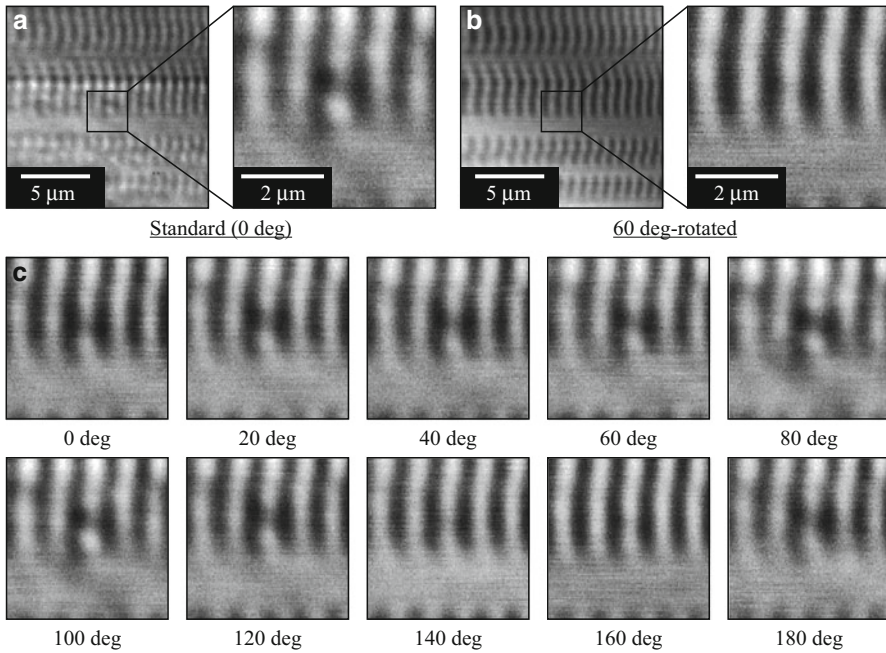 a
5 μm
2 μm
Standard (0 deg)
b
5 μm
2 μm
60 deg-rotated
c
0 deg
20 deg
40 deg
60 deg
80 deg
100 deg
120 deg
140 deg
160 deg
180 deg